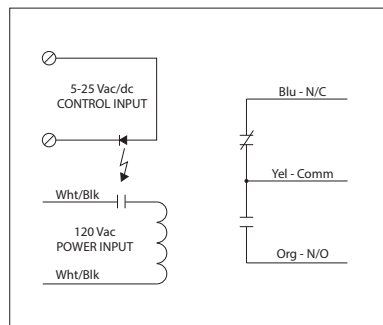 5-25 Vac/dc
CONTROL INPUT
Blu - N/C
Wht/Blk
Yel - Comm
120 Vac
POWER INPUT
Org - N/O
Wht/Blk